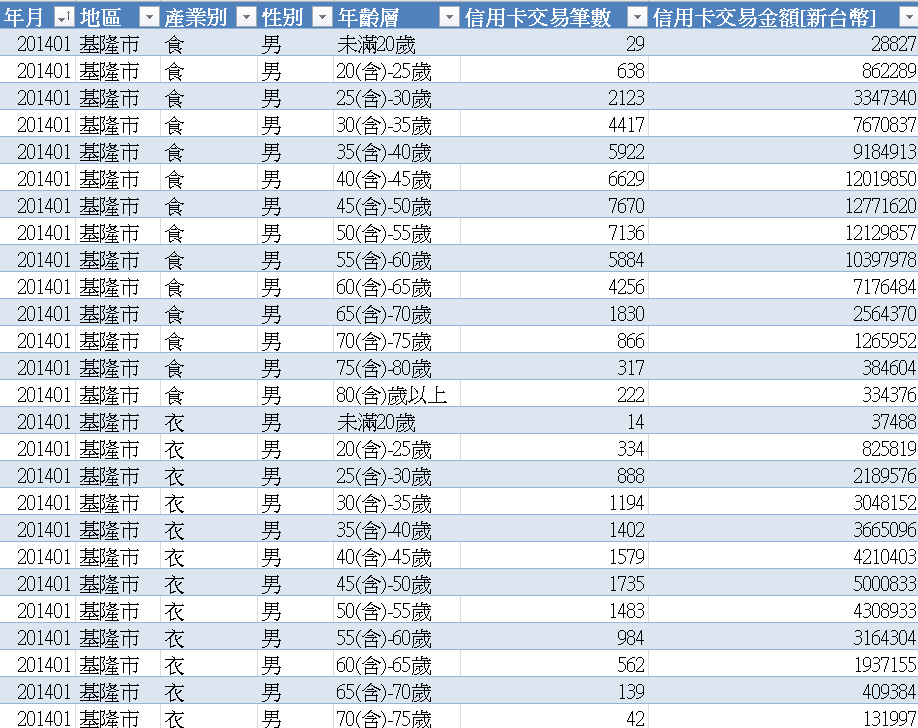 年月 地區 產業別 性別 年齡層 信用卡交易筆數 信用卡交易金額[新台幣]
201401 基隆市 食 男 未滿20歲 29 28827
201401 基隆市 食 男 20(含)-25歲 638 862289
201401 基隆市 食 男 25(含)-30歲 2123 3347340
201401 基隆市 食 男 30(含)-35歲 4417 7670837
201401 基隆市 食 男 35(含)-40歲 5922 9184913
201401 基隆市 食 男 40(含)-45歲 6629 12019850
201401 基隆市 食 男 45(含)-50歲 7670 12771620
201401 基隆市 食 男 50(含)-55歲 7136 12129857
201401 基隆市 食 男 55(含)-60歲 5884 10397978
201401 基隆市 食 男 60(含)-65歲 4256 7176484
201401 基隆市 食 男 65(含)-70歲 1830 2564370
201401 基隆市 食 男 70(含)-75歲 866 1265952
201401 基隆市 食 男 75(含)-80歲 317 384604
201401 基隆市 食 男 80(含)歲以上 222 334376
201401 基隆市 衣 男 未滿20歲 14 37488
201401 基隆市 衣 男 20(含)-25歲 334 825819
201401 基隆市 衣 男 25(含)-30歲 888 2189576
201401 基隆市 衣 男 30(含)-35歲 1194 3048152
201401 基隆市 衣 男 35(含)-40歲 1402 3665096
201401 基隆市 衣 男 40(含)-45歲 1579 4210403
201401 基隆市 衣 男 45(含)-50歲 1735 5000833
201401 基隆市 衣 男 50(含)-55歲 1483 4308933
201401 基隆市 衣 男 55(含)-60歲 984 3164304
201401 基隆市 衣 男 60(含)-65歲 562 1937155
201401 基隆市 衣 男 65(含)-70歲 139 409384
201401 基隆市 衣 男 70(含)-75歲 42 131997